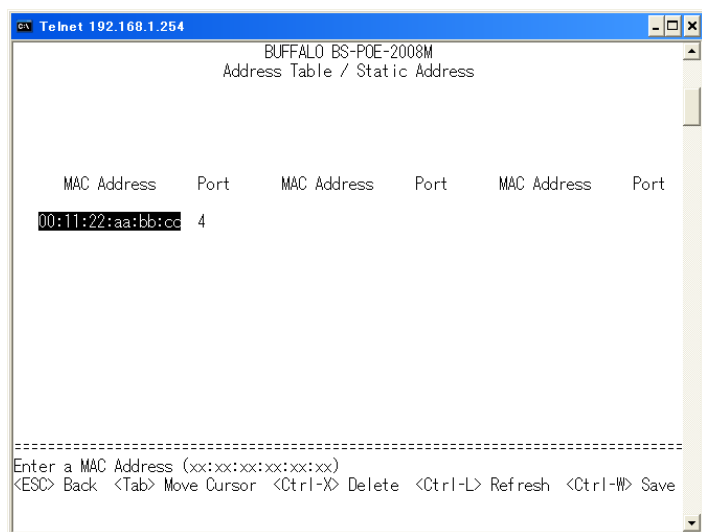 Telnet 192.168.1.254
BUFFALO BS-POE-2008M
Address Table / Static Address
MAC Address Port MAC Address Port MAC Address Port
00:11:22:aa:bb:cc 4
=====================================================================================
Enter a MAC Address (xx:xx:xx:xx:xx:xx)
<ESC> Back <Tab> Move Cursor <Ctrl-X> Delete <Ctrl-L> Refresh <Ctrl-W> Save